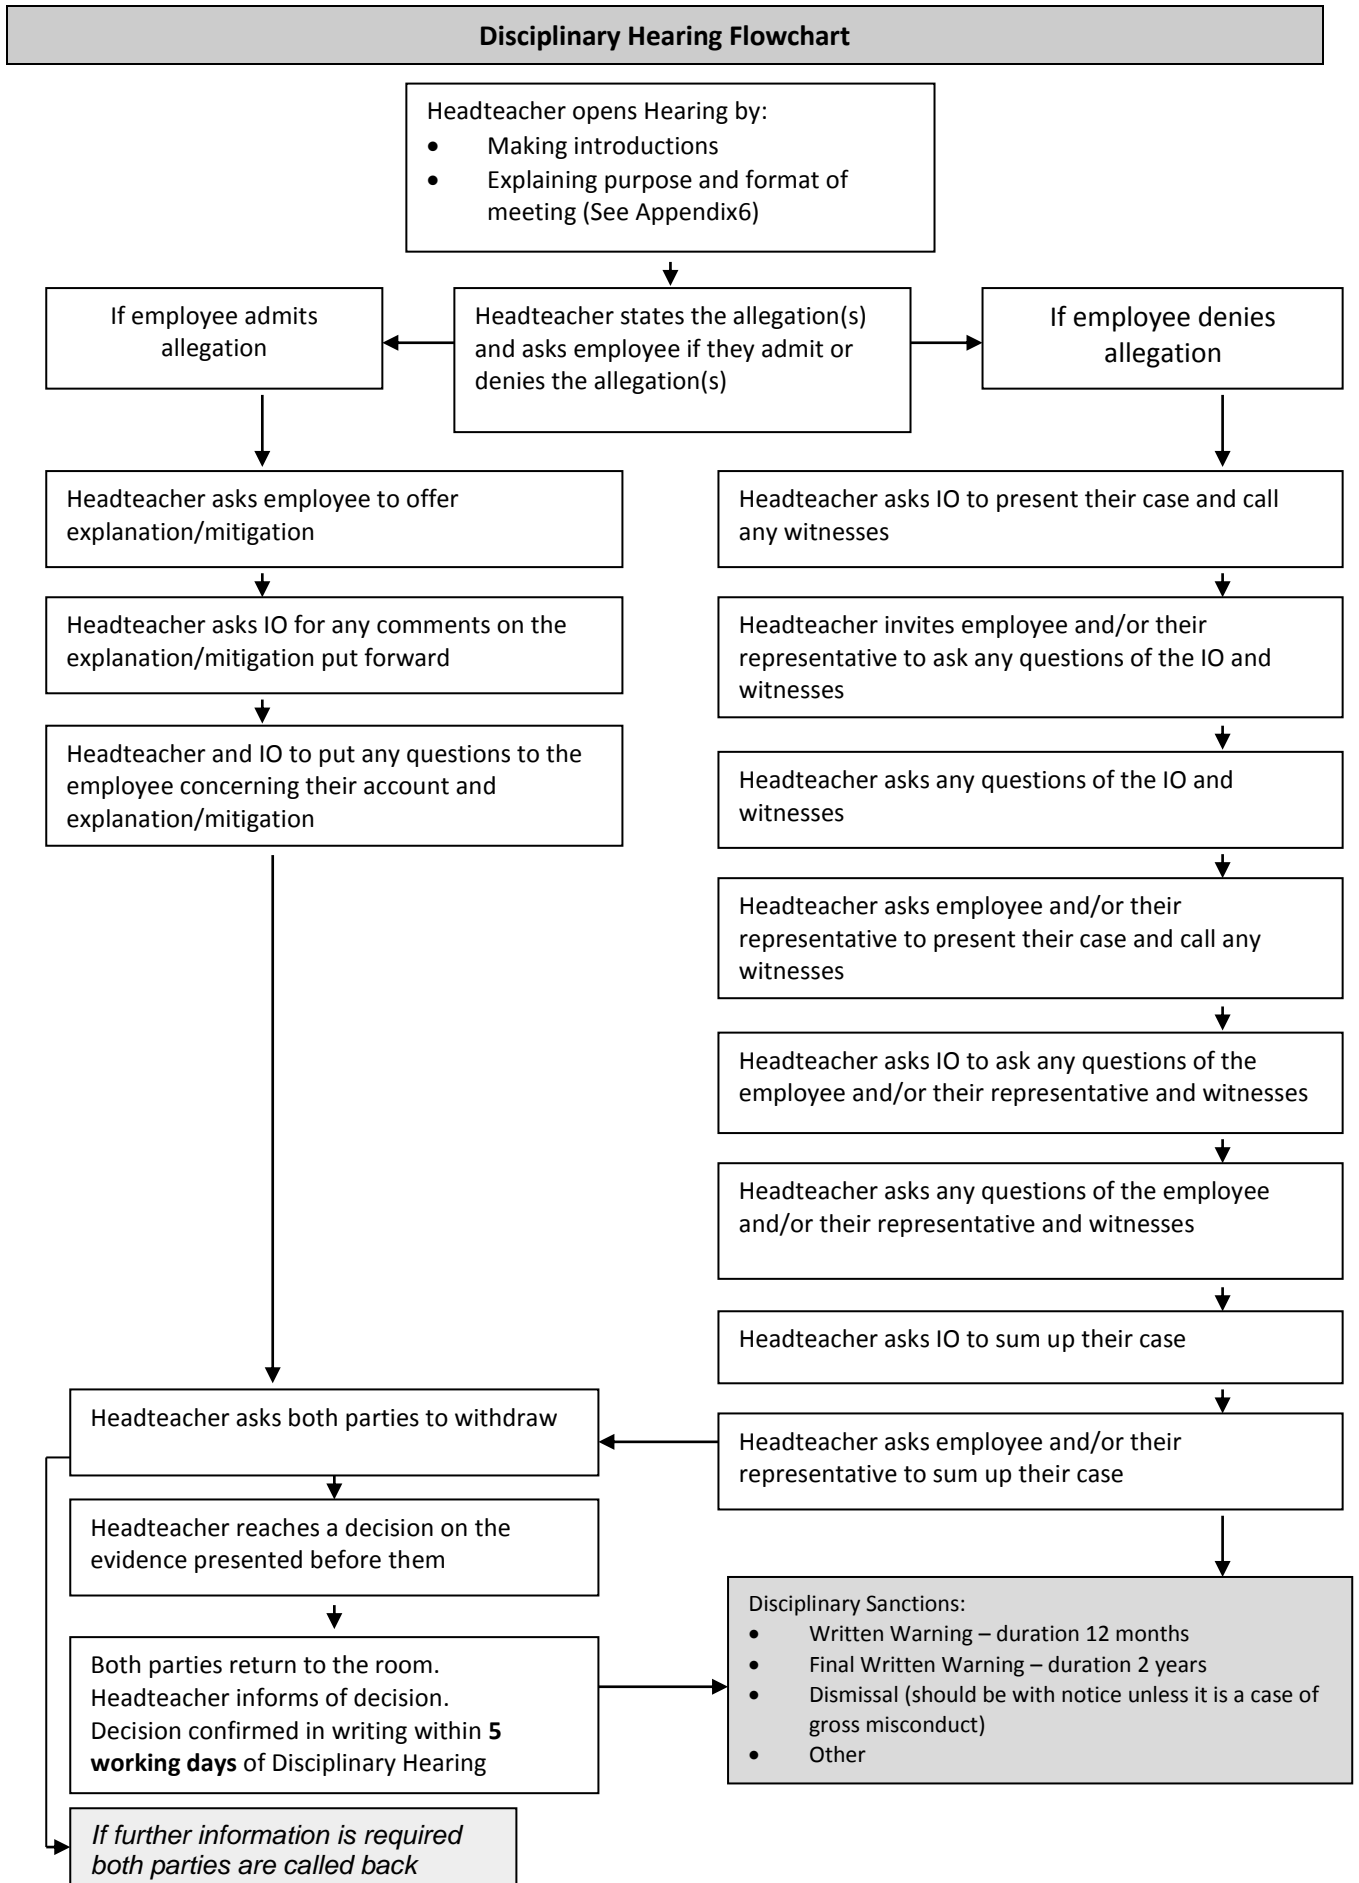 Disciplinary Hearing Flowchart
Headteacher opens Hearing by:
• Making introductions
• Explaining purpose and format of
meeting (See Appendix6)
If employee admits
allegation
Headteacher states the allegation(s)
and asks employee if they admit or
denies the allegation(s)
If employee denies
allegation
Headteacher asks employee to offer
explanation/mitigation
Headteacher asks IO for any comments on the
explanation/mitigation put forward
Headteacher and IO to put any questions to the
employee concerning their account and
explanation/mitigation
Headteacher asks IO to present their case and call
any witnesses
Headteacher invites employee and/or their
representative to ask any questions of the IO and
witnesses
Headteacher asks any questions of the IO and
witnesses
Headteacher asks employee and/or their
representative to present their case and call any
witnesses
Headteacher asks IO to ask any questions of the
employee and/or their representative and witnesses
Headteacher asks any questions of the employee
and/or their representative and witnesses
Headteacher asks IO to sum up their case
Headteacher asks employee and/or their
representative to sum up their case
Headteacher asks both parties to withdraw
Headteacher reaches a decision on the
evidence presented before them
Both parties return to the room.
Headteacher informs of decision.
Decision confirmed in writing within 5
working days of Disciplinary Hearing
If further information is required
both parties are called back
Disciplinary Sanctions:
• Written Warning – duration 12 months
• Final Written Warning – duration 2 years
• Dismissal (should be with notice unless it is a case of
gross misconduct)
• Other